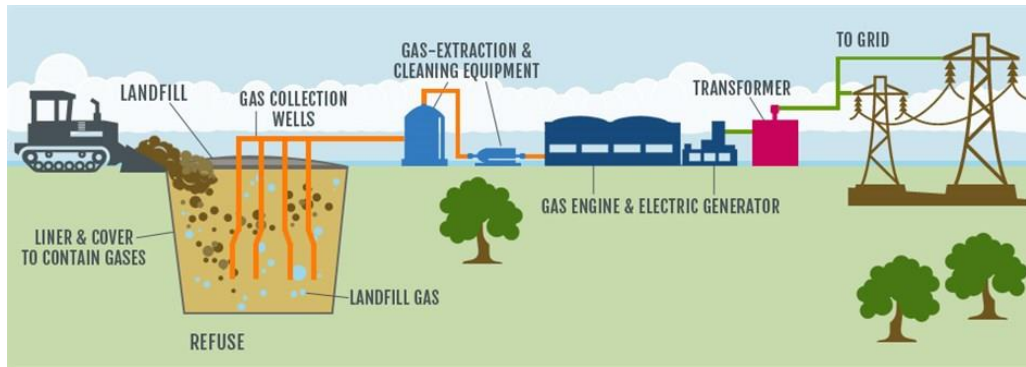 LANDFILL
GAS COLLECTION
WELLS
GAS-EXTRACTION &
CLEANING EQUIPMENT
TRANSFORMER
TO GRID
GAS ENGINE & ELECTRIC GENERATOR
LINER & COVER
TO CONTAIN GASES
LANDFILL GAS
REFUSE